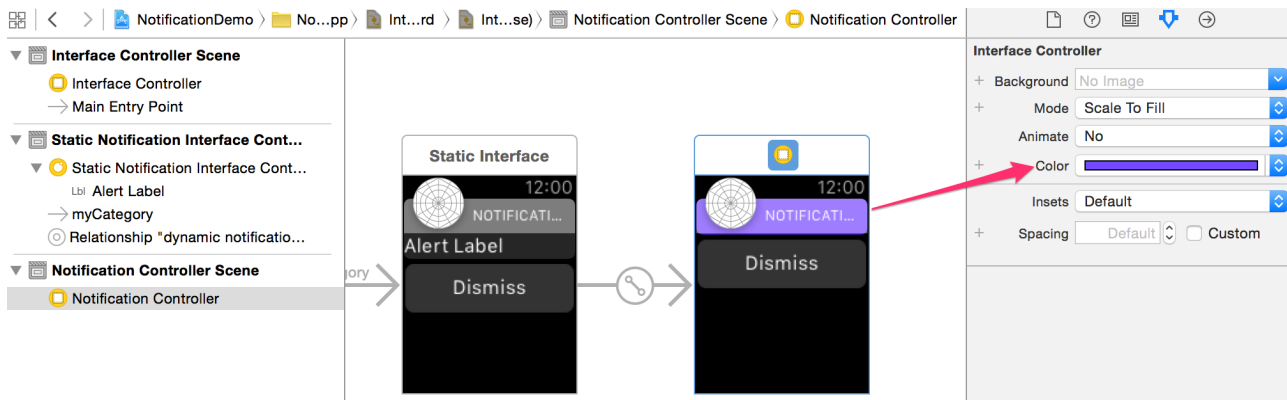 NotificationDemo No...pp Int...rd Int...se) Notification Controller Scene Notification Controller
Interface Controller Scene
Interface Controller
Main Entry Point
Static Notification Interface Cont...
Static Notification Interface Cont...
Lbl Alert Label
myCategory
Relationship "dynamic notificatio...
Notification Controller Scene
Notification Controller
gory
Static Interface
12:00
NOTIFICATI...
Alert Label
Dismiss
12:00
NOTIFICATI...
Dismiss
Interface Controller
Background No Image
Mode Scale To Fill
Animate No
Color
Insets Default
Spacing Default Custom